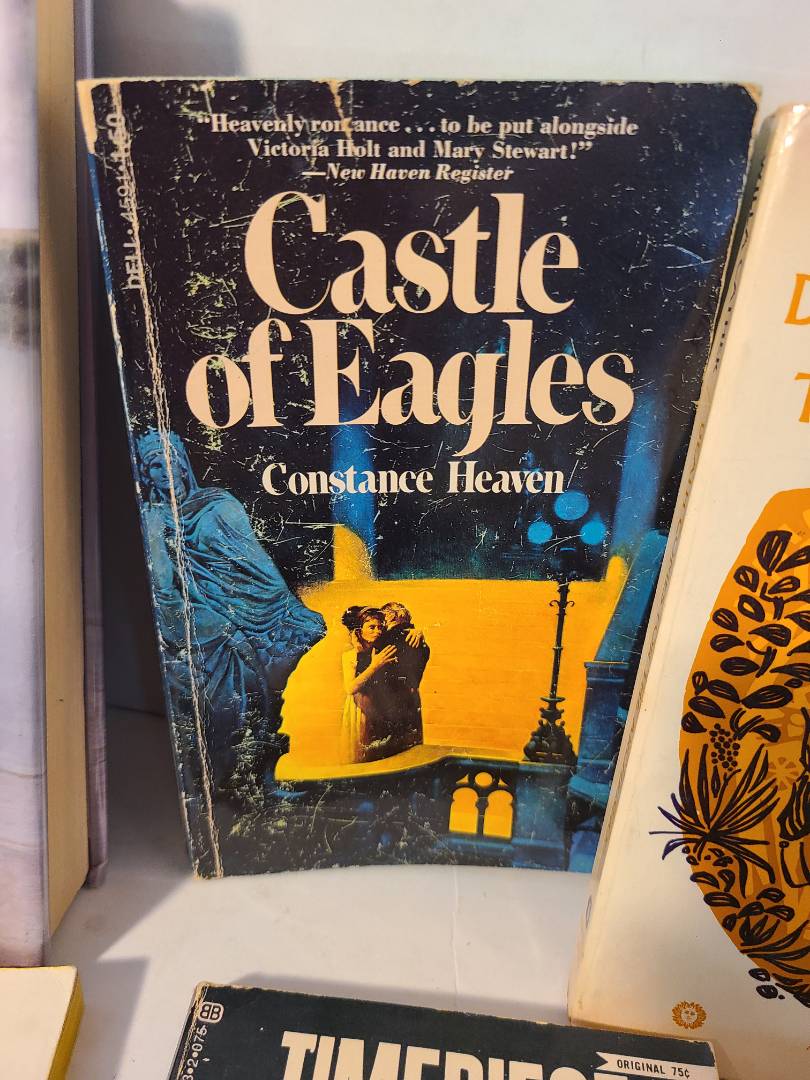 "Heavenly romance...to be put alongside
Victoria Holt and Mary Stewart!"
—New Haven Register
Castle
of Eagles
Constance Heaven
DELL
D
T
BB
ORIGINAL 75¢